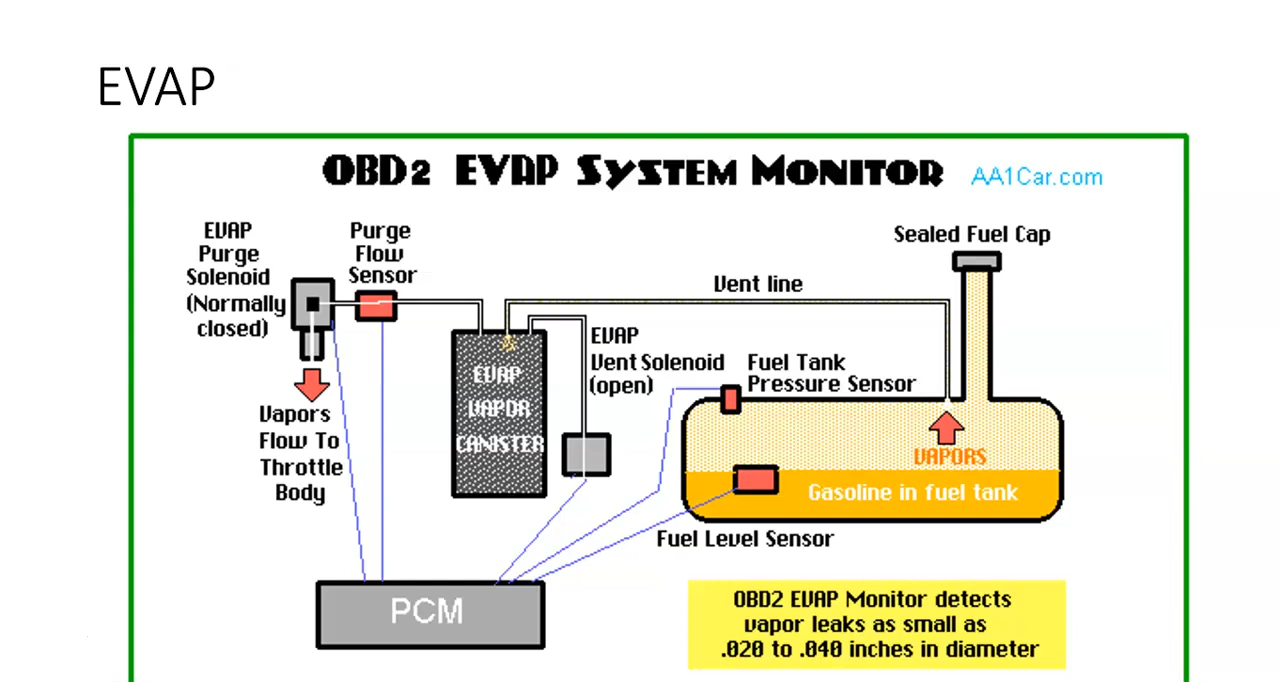 EVAP
OBD2 EVAP System Monitor
AA1Car.com
EVAP
Purge
Solenoid
(Normally
closed)
Purge
Flow
Sensor
Sealed Fuel Cap
Vent line
EVAP
Vent Solenoid
(open)
Fuel Tank
Pressure Sensor
EVAP
VAPOR
CANISTER
Vapors
Flow To
Throttle
Body
VAPORS
Gasoline in fuel tank
Fuel Level Sensor
PCM
OBD2 EVAP Monitor detects
vapor leaks as small as
.020 to .040 inches in diameter